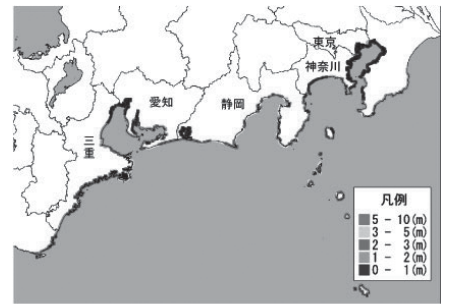 東京
神奈川
愛知
静岡
三重
凡例
5 - 10(m)
3 - 5(m)
2 - 3(m)
1 - 2(m)
0 - 1(m)